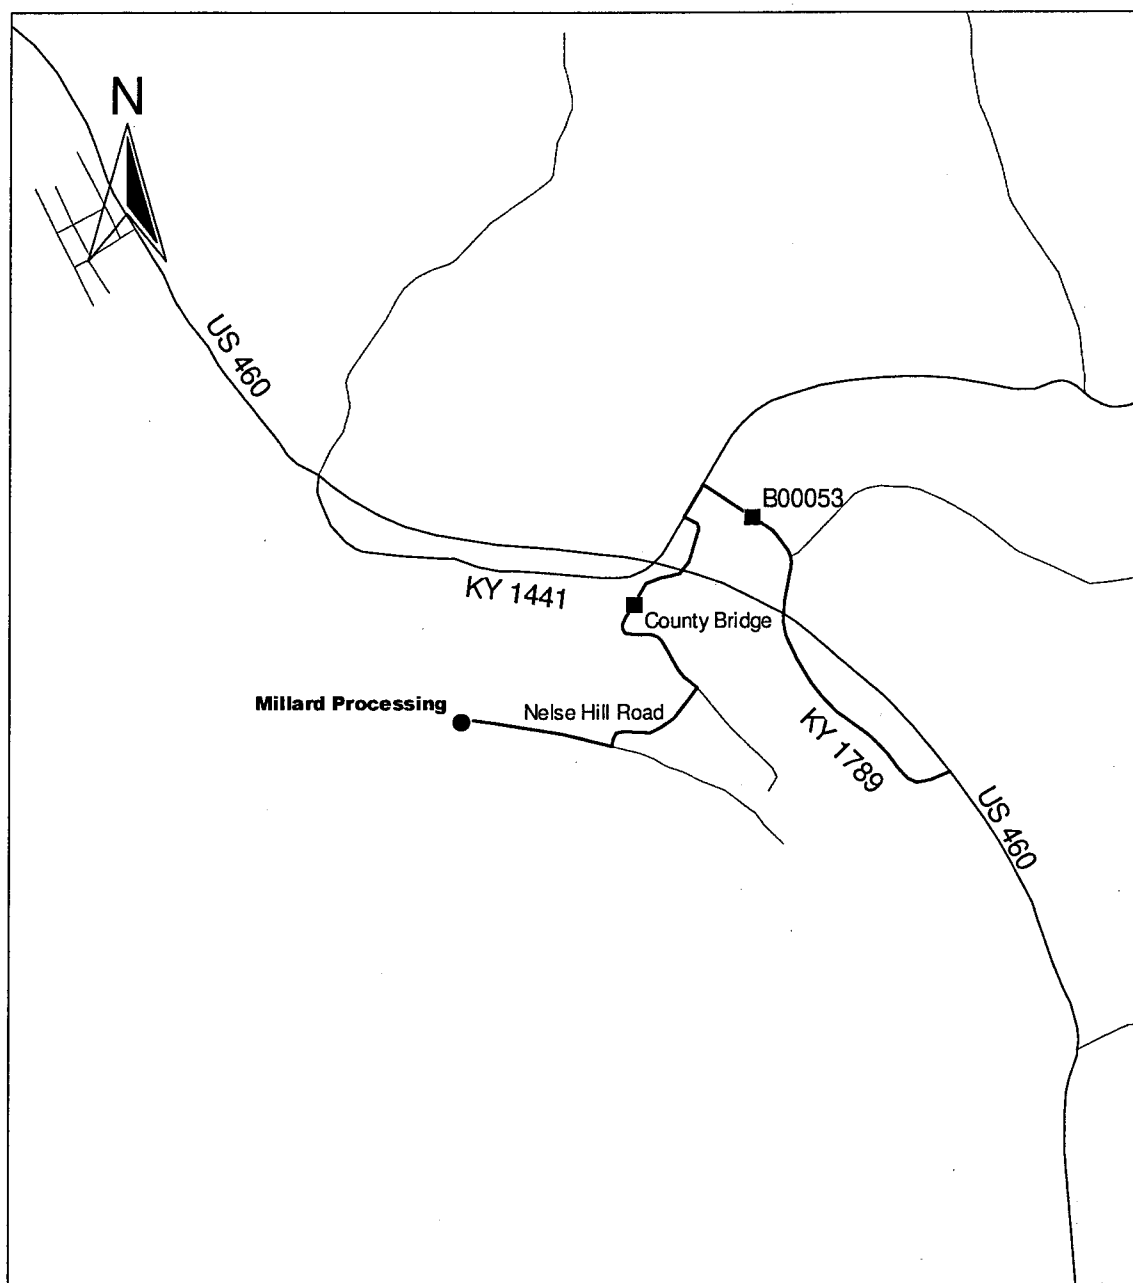 N
US 460
B00053
KY 1441
County Bridge
Millard Processing
Nelse Hill Road
KY 1789
US 460